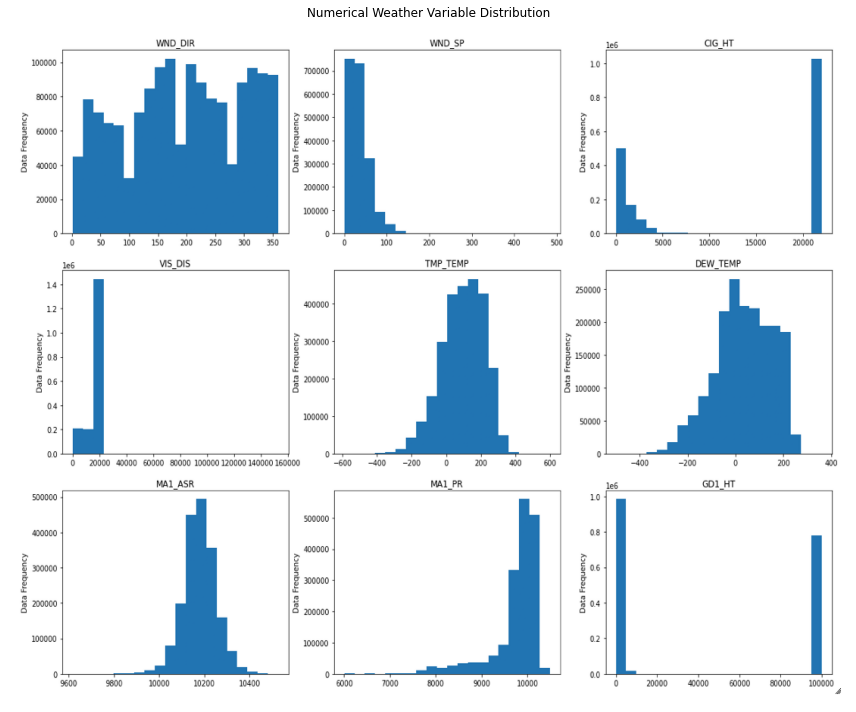 Numerical Weather Variable Distribution
WND_DIR
Data Frequency
100000
80000
60000
40000
20000
0
0 50 100 150 200 250 300 350
WND_SP
Data Frequency
700000
600000
500000
400000
300000
200000
100000
0
0 100 200 300 400 500
CIG_HT
1e6
Data Frequency
1.0
0.8
0.6
0.4
0.2
0.0
0 5000 10000 15000 20000
VIS_DIS
1e6
Data Frequency
1.4
1.2
1.0
0.8
0.6
0.4
0.2
0.0
0 20000 40000 60000 80000 100000 120000 140000 160000
TMP_TEMP
Data Frequency
400000
300000
200000
100000
0
−600 −400 −200 0 200 400 600
DEW_TEMP
Data Frequency
250000
200000
150000
100000
50000
0
−400 −200 0 200 400
MA1_ASR
Data Frequency
500000
400000
300000
200000
100000
0
9600 9800 10000 10200 10400
MA1_PR
Data Frequency
500000
400000
300000
200000
100000
0
6000 7000 8000 9000 10000
GD1_HT
1e6
Data Frequency
1.0
0.8
0.6
0.4
0.2
0.0
0 20000 40000 60000 80000 100000